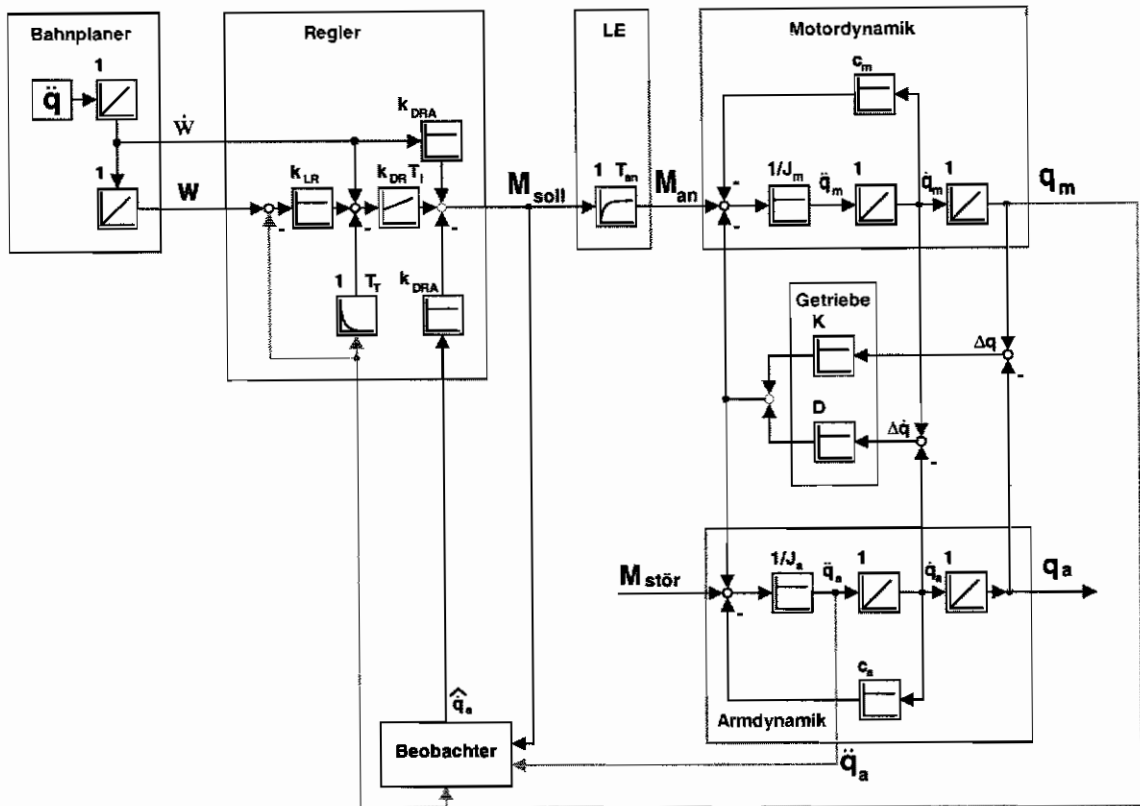 Bahnplaner
1
q̈
Ẇ
1
W
Regler
k_DRA
k_LR
k_DR T_I
1 T_T
k_DRA
M_soll
LE
1 T_an
M_an
Motordynamik
c_m
1/J_m
q̈_m
1
q̇_m
1
q_m
Getriebe
K
Δq
D
Δq̇
M_stör
1/J_a
q̈_a
1
q̇_a
1
q_a
c_a
Armdynamik
q̈_a
q̇̂_a
Beobachter